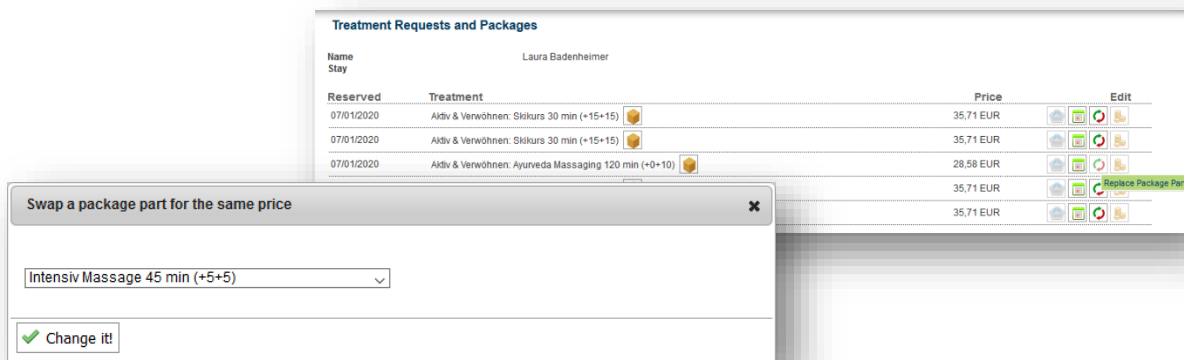 Treatment Requests and Packages
Name Laura Badenheimer
Stay
Reserved Treatment Price Edit
07/01/2020 Aktiv & Verwöhnen: Skikurs 30 min (+15+15) 35,71 EUR
07/01/2020 Aktiv & Verwöhnen: Skikurs 30 min (+15+15) 35,71 EUR
07/01/2020 Aktiv & Verwöhnen: Ayurveda Massaging 120 min (+0+10) 28,58 EUR
Replace Package Part
35,71 EUR
35,71 EUR
Swap a package part for the same price
Intensiv Massage 45 min (+5+5)
Change it!